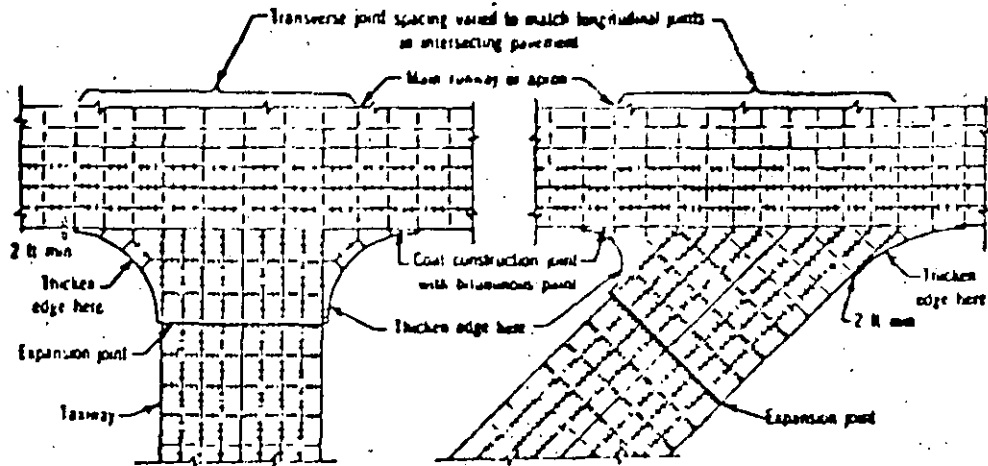 Transverse joint spacing varied to match longitudinal joints
in intersecting pavement
Main runway or apron
2 ft min
Thicken
edge here
Coat construction joint
with bituminous paint
Thicken
edge here
2 ft min
Thicken edge here
Expansion joint
Taxiway
Expansion joint